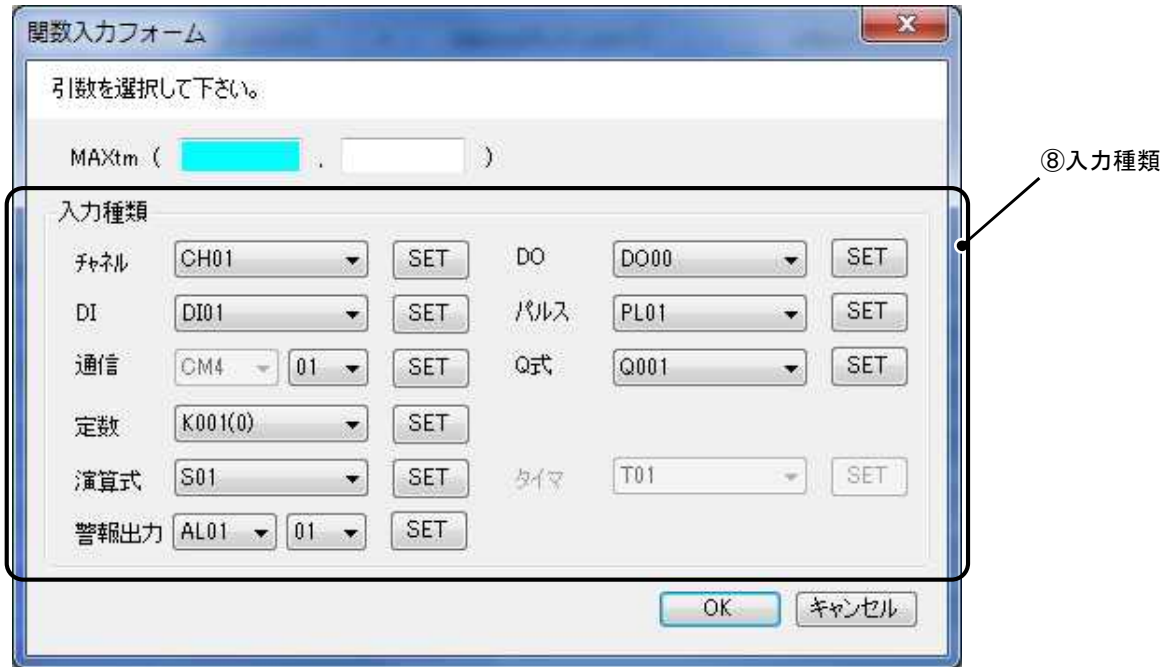 関数入力フォーム
引数を選択して下さい。
MAXtm ( , )
⑧入力種類
入力種類
チャネル CH01 SET DO DO00 SET
DI DI01 SET パルス PL01 SET
通信 CM4 01 SET Q式 Q001 SET
定数 K001(0) SET
演算式 S01 SET タイマ T01 SET
警報出力 AL01 01 SET
OK キャンセル